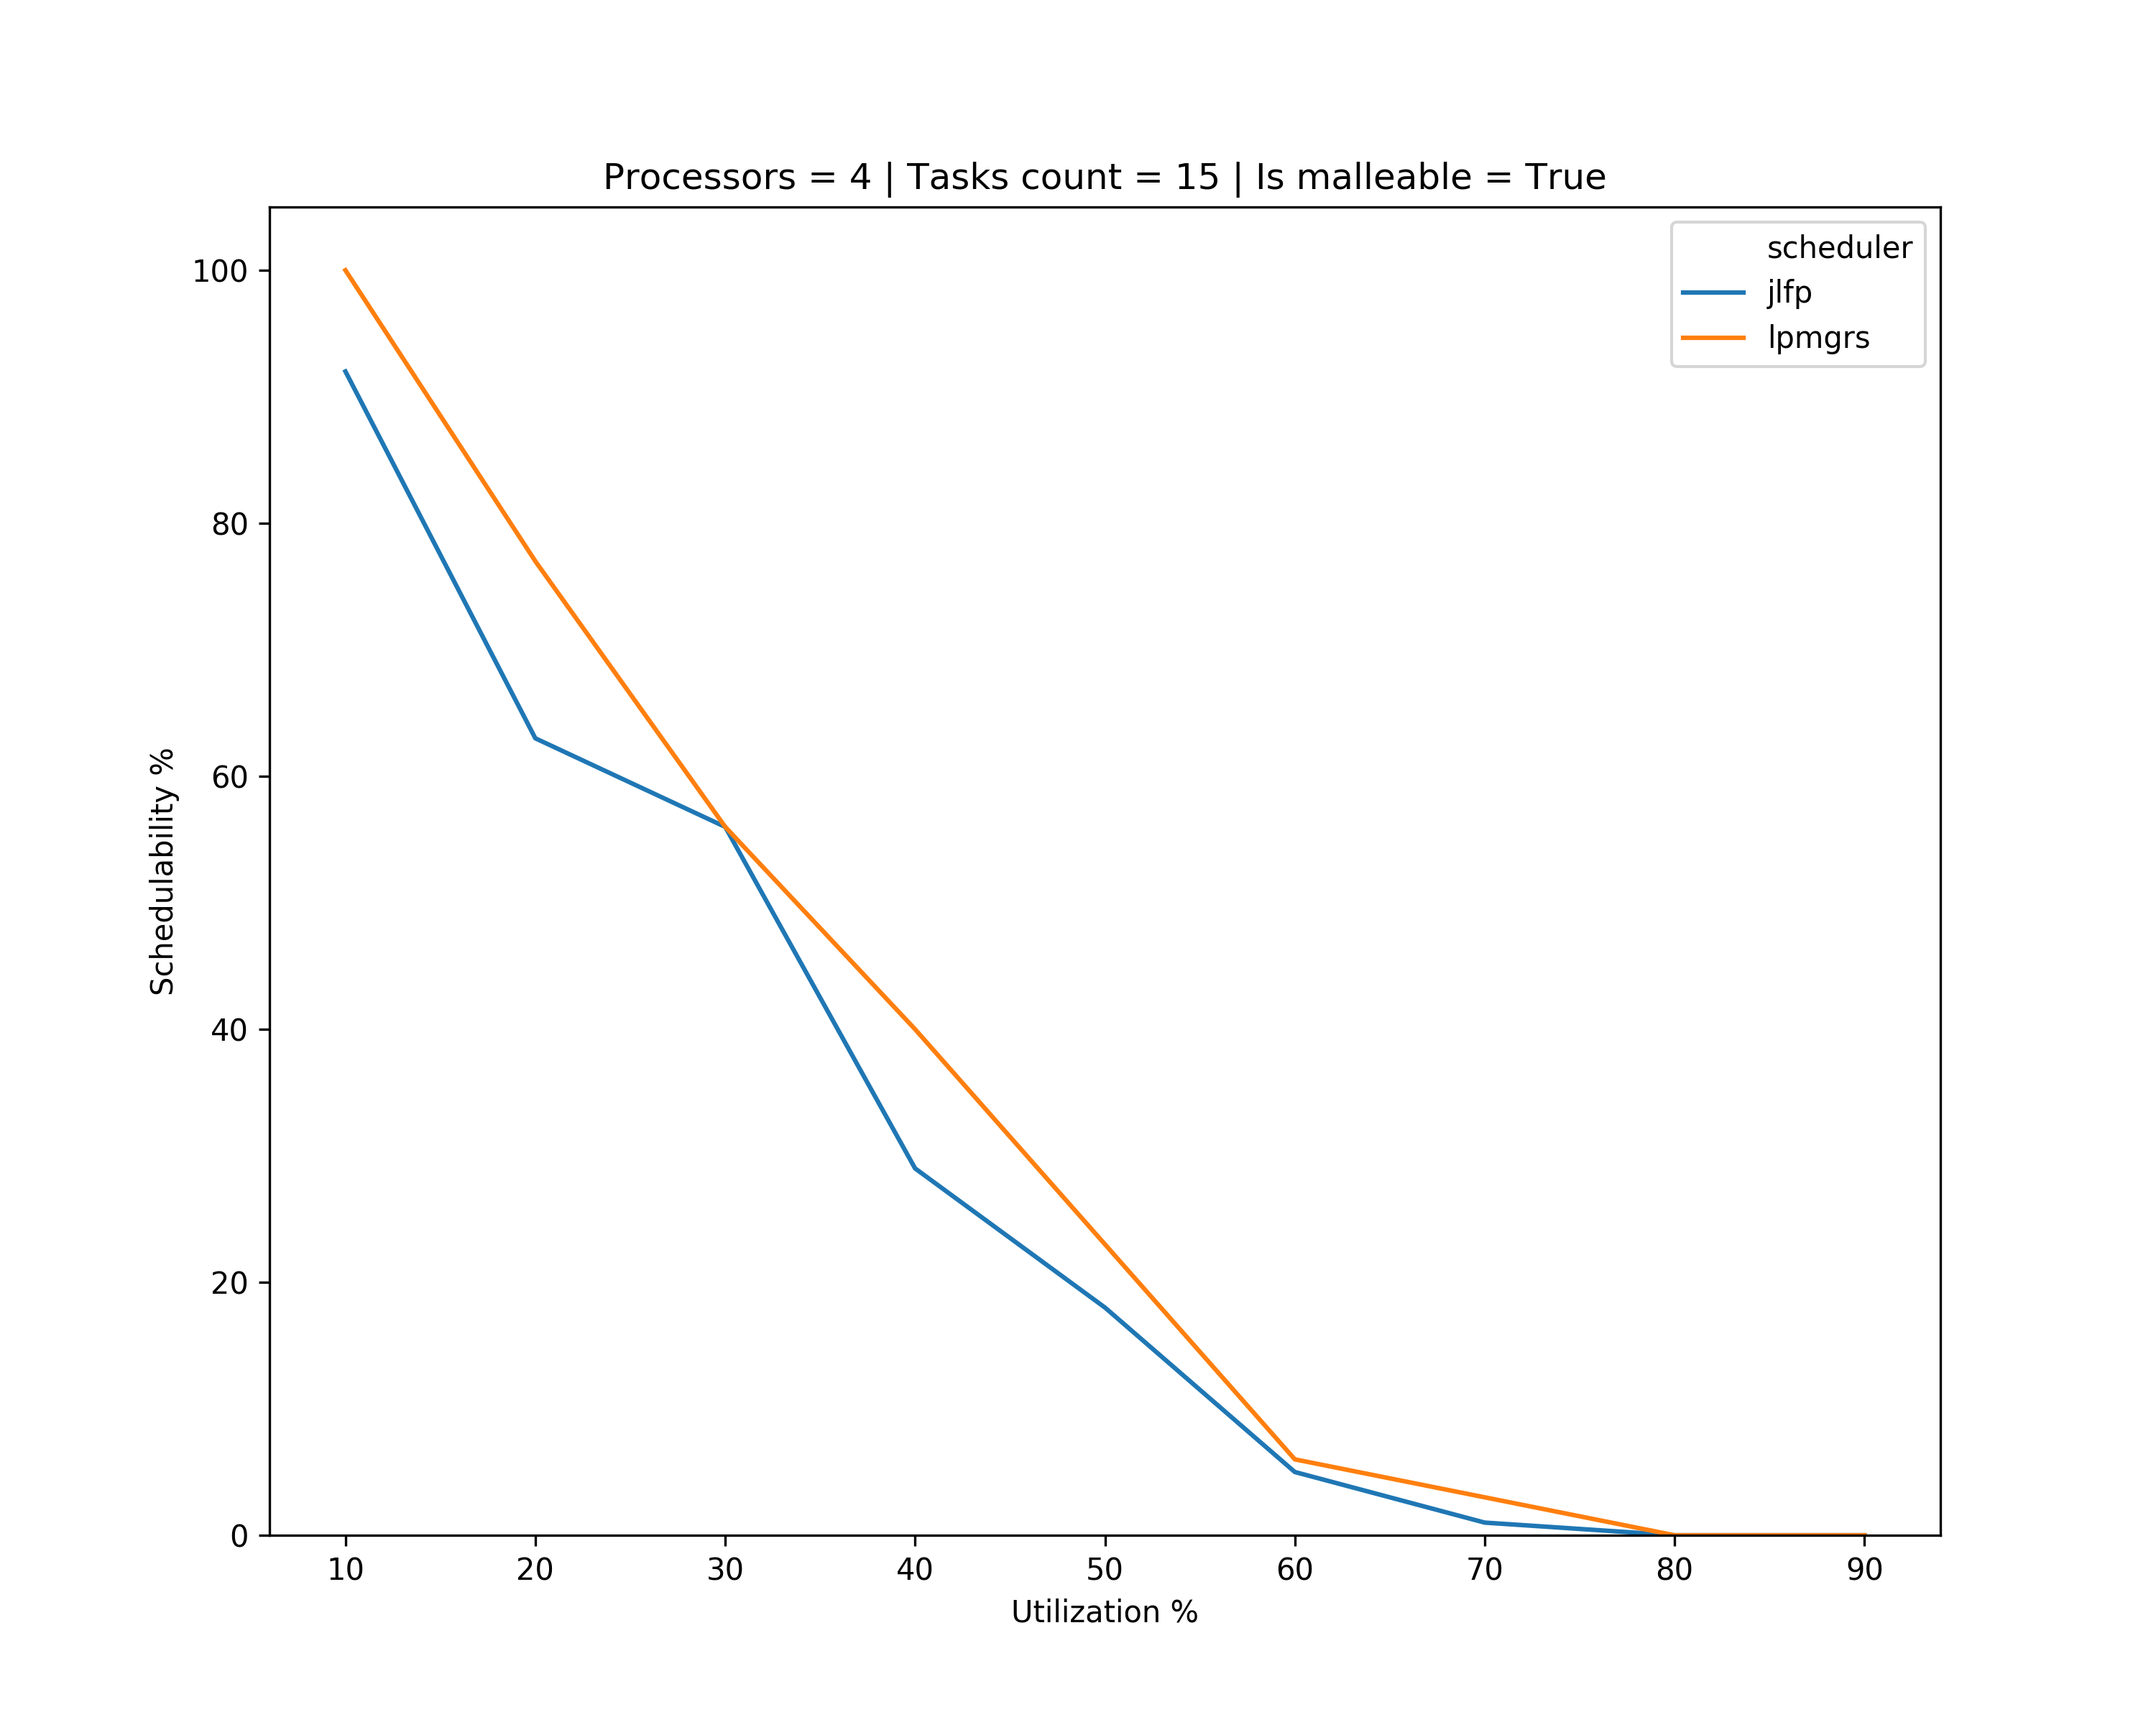 Processors = 4 | Tasks count = 15 | Is malleable = True
scheduler
jlfp
lpmgrs
Schedulability %
100
80
60
40
20
0
10 20 30 40 50 60 70 80 90
Utilization %